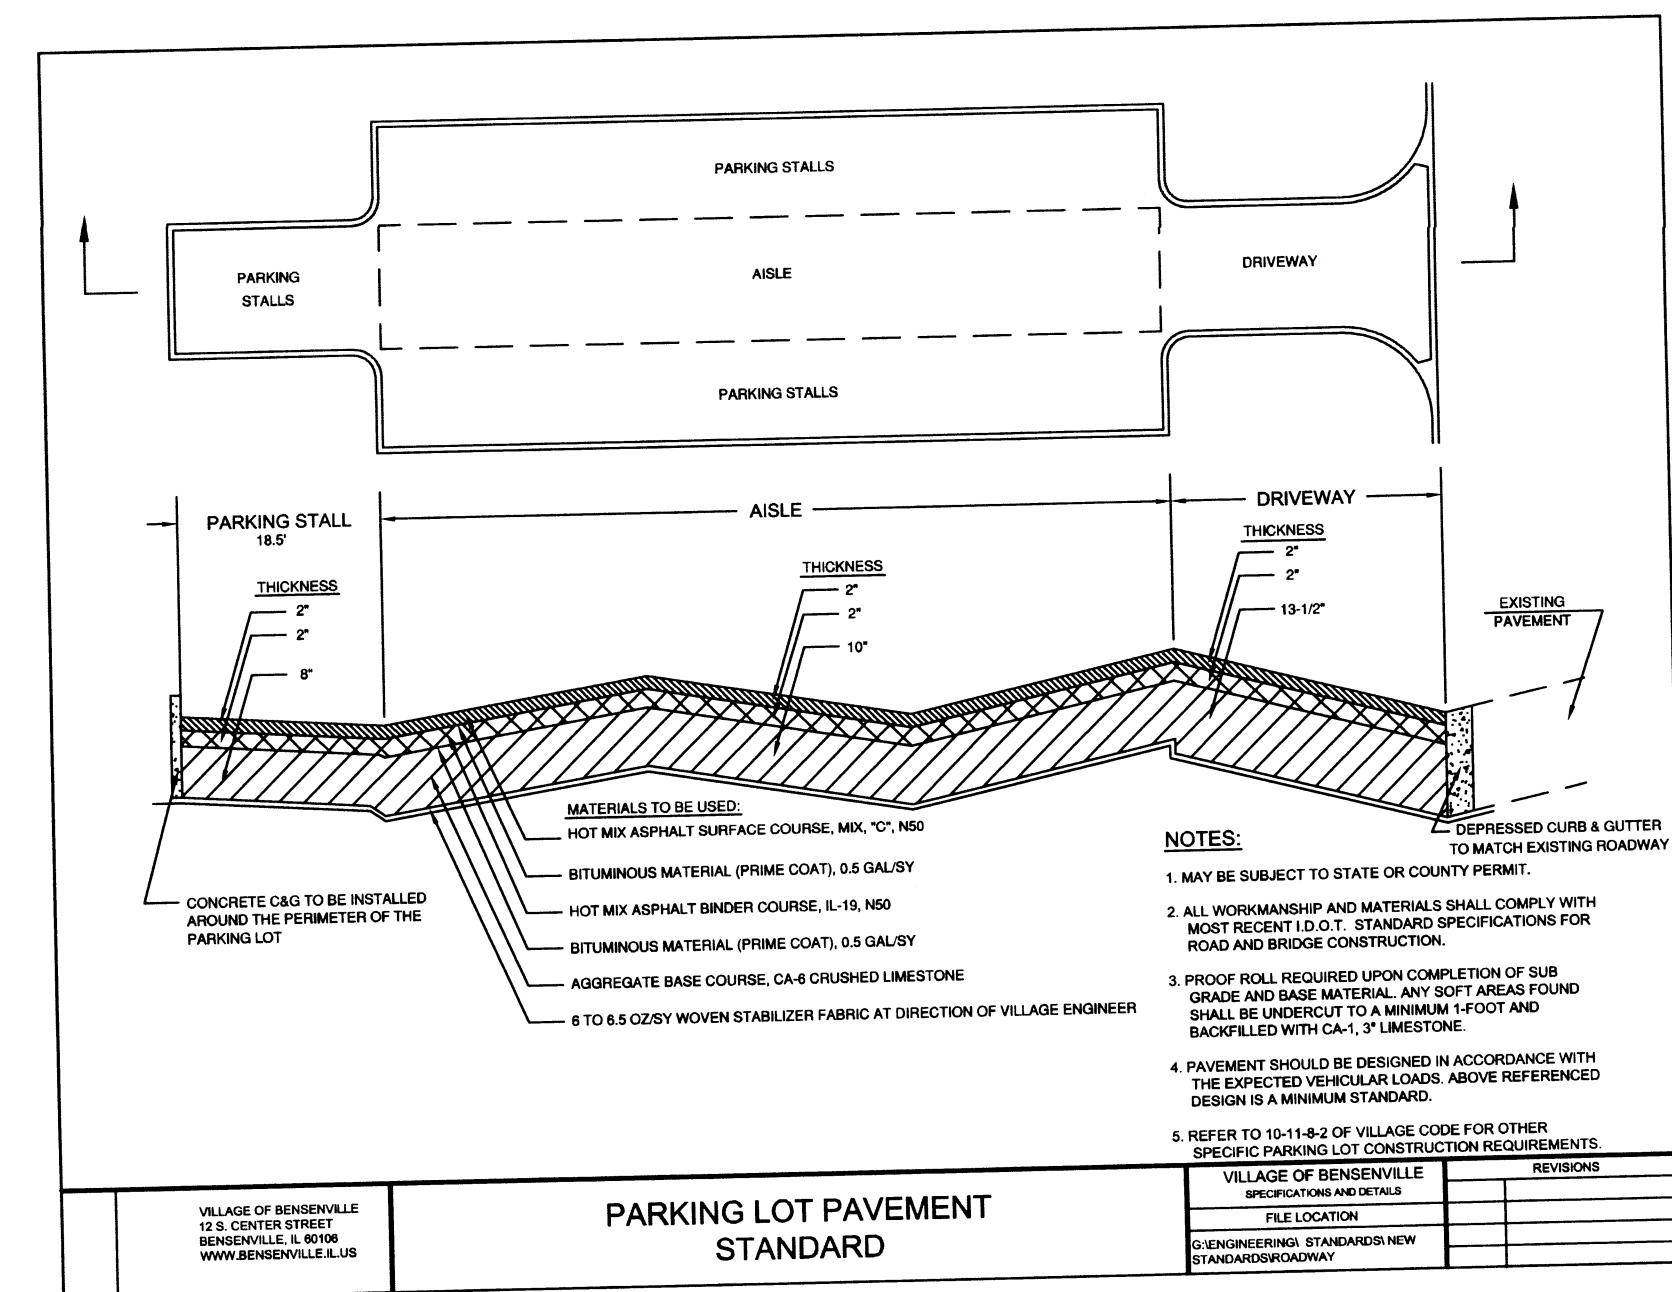 PARKING STALLS
PARKING
STALLS
AISLE
DRIVEWAY
PARKING STALLS
PARKING STALL
18.5'
AISLE
DRIVEWAY
THICKNESS
2"
2"
8"
THICKNESS
2"
2"
10"
THICKNESS
2"
2"
13-1/2"
EXISTING
PAVEMENT
MATERIALS TO BE USED:
HOT MIX ASPHALT SURFACE COURSE, MIX, "C", N50
BITUMINOUS MATERIAL (PRIME COAT), 0.5 GAL/SY
HOT MIX ASPHALT BINDER COURSE, IL-19, N50
BITUMINOUS MATERIAL (PRIME COAT), 0.5 GAL/SY
AGGREGATE BASE COURSE, CA-6 CRUSHED LIMESTONE
6 TO 6.5 OZ/SY WOVEN STABILIZER FABRIC AT DIRECTION OF VILLAGE ENGINEER
CONCRETE C&G TO BE INSTALLED
AROUND THE PERIMETER OF THE
PARKING LOT
DEPRESSED CURB & GUTTER
TO MATCH EXISTING ROADWAY
NOTES:
1. MAY BE SUBJECT TO STATE OR COUNTY PERMIT.
2. ALL WORKMANSHIP AND MATERIALS SHALL COMPLY WITH
MOST RECENT I.D.O.T. STANDARD SPECIFICATIONS FOR
ROAD AND BRIDGE CONSTRUCTION.
3. PROOF ROLL REQUIRED UPON COMPLETION OF SUB
GRADE AND BASE MATERIAL. ANY SOFT AREAS FOUND
SHALL BE UNDERCUT TO A MINIMUM 1-FOOT AND
BACKFILLED WITH CA-1, 3" LIMESTONE.
4. PAVEMENT SHOULD BE DESIGNED IN ACCORDANCE WITH
THE EXPECTED VEHICULAR LOADS. ABOVE REFERENCED
DESIGN IS A MINIMUM STANDARD.
5. REFER TO 10-11-8-2 OF VILLAGE CODE FOR OTHER
SPECIFIC PARKING LOT CONSTRUCTION REQUIREMENTS.
VILLAGE OF BENSENVILLE
12 S. CENTER STREET
BENSENVILLE, IL 60106
WWW.BENSENVILLE.IL.US
PARKING LOT PAVEMENT
STANDARD
VILLAGE OF BENSENVILLE
SPECIFICATIONS AND DETAILS
FILE LOCATION
G:\ENGINEERING\ STANDARDS\ NEW
STANDARDS\ROADWAY
REVISIONS